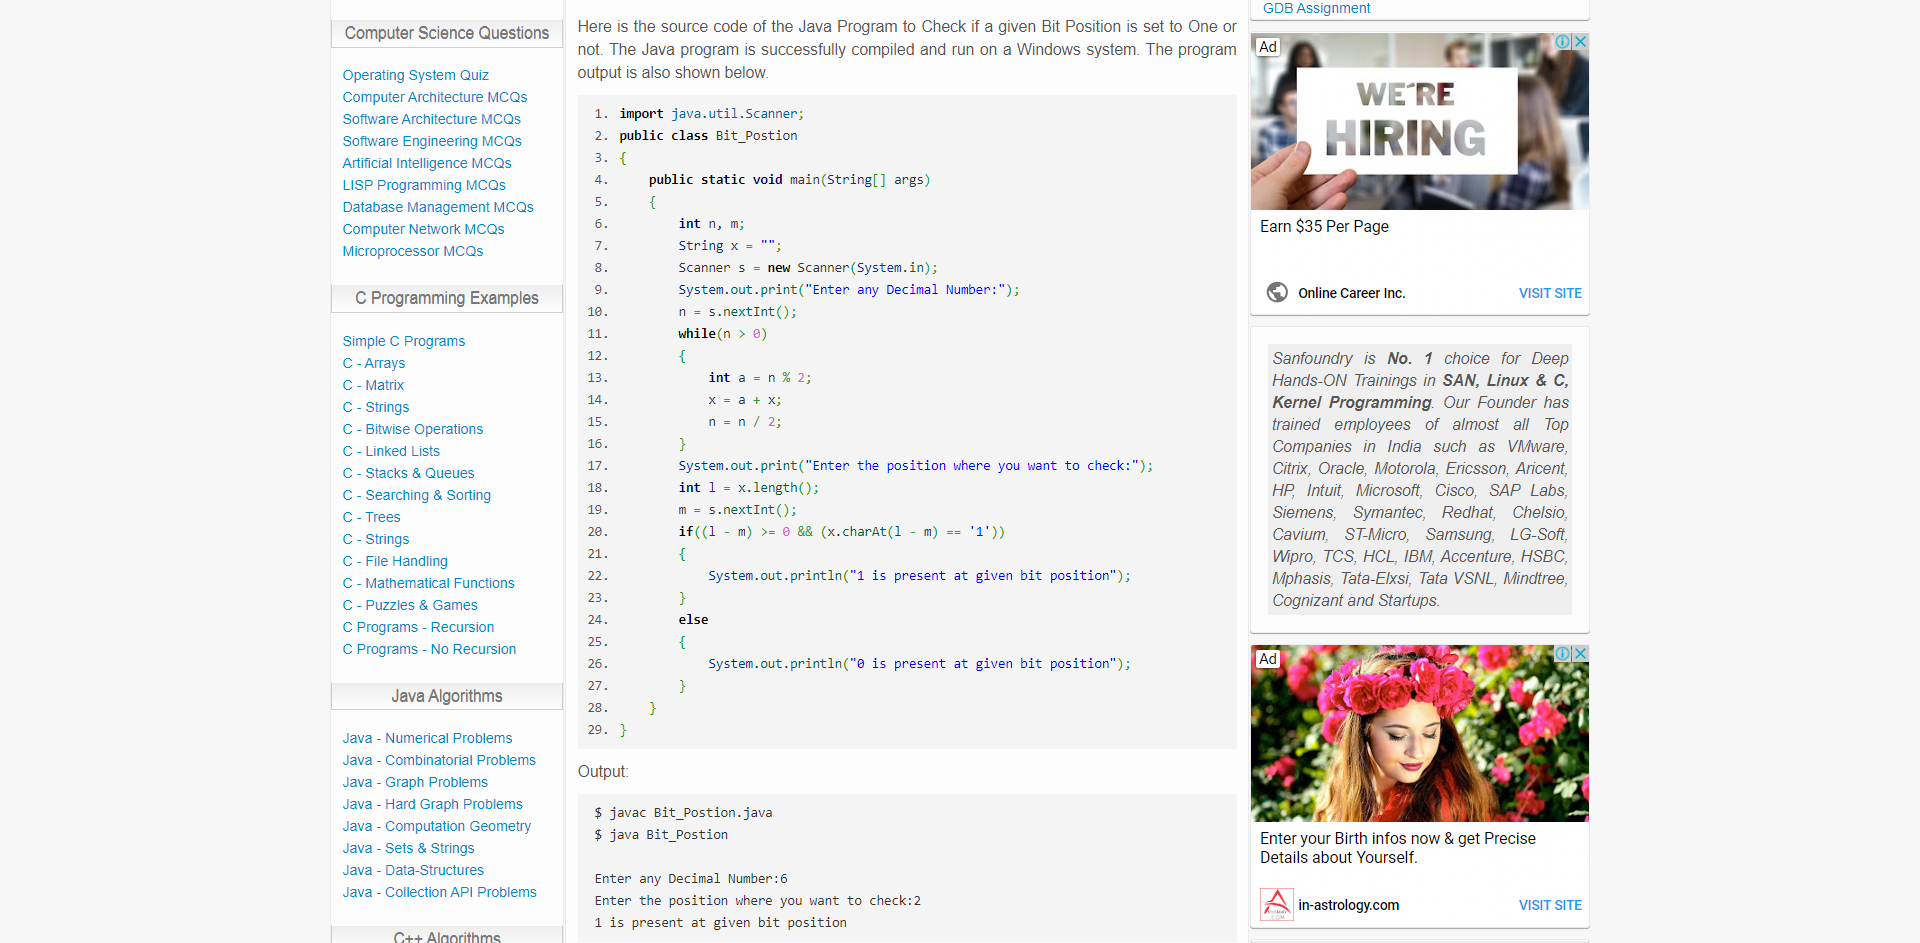 Computer Science Questions
Operating System Quiz
Computer Architecture MCQs
Software Architecture MCQs
Software Engineering MCQs
Artificial Intelligence MCQs
LISP Programming MCQs
Database Management MCQs
Computer Network MCQs
Microprocessor MCQs
C Programming Examples
Simple C Programs
C - Arrays
C - Matrix
C - Strings
C - Bitwise Operations
C - Linked Lists
C - Stacks & Queues
C - Searching & Sorting
C - Trees
C - Strings
C - File Handling
C - Mathematical Functions
C - Puzzles & Games
C Programs - Recursion
C Programs - No Recursion
Java Algorithms
Java - Numerical Problems
Java - Combinatorial Problems
Java - Graph Problems
Java - Hard Graph Problems
Java - Computation Geometry
Java - Sets & Strings
Java - Data-Structures
Java - Collection API Problems
C++ Algorithms
Here is the source code of the Java Program to Check if a given Bit Position is set to One or
not. The Java program is successfully compiled and run on a Windows system. The program
output is also shown below.
1. import java.util.Scanner;
2. public class Bit_Postion
3. {
4.     public static void main(String[] args)
5.     {
6.         int n, m;
7.         String x = "";
8.         Scanner s = new Scanner(System.in);
9.         System.out.print("Enter any Decimal Number:");
10.         n = s.nextInt();
11.         while(n > 0)
12.         {
13.             int a = n % 2;
14.             x = a + x;
15.             n = n / 2;
16.         }
17.         System.out.print("Enter the position where you want to check:");
18.         int l = x.length();
19.         m = s.nextInt();
20.         if((l - m) >= 0 && (x.charAt(l - m) == '1'))
21.         {
22.             System.out.println("1 is present at given bit position");
23.         }
24.         else
25.         {
26.             System.out.println("0 is present at given bit position");
27.         }
28.     }
29. }
Output:
$ javac Bit_Postion.java
$ java Bit_Postion
Enter any Decimal Number:6
Enter the position where you want to check:2
1 is present at given bit position
GDB Assignment
Ad
WE'RE
HIRING
Earn $35 Per Page
Online Career Inc.
VISIT SITE
Sanfoundry is No. 1 choice for Deep
Hands-ON Trainings in SAN, Linux & C,
Kernel Programming. Our Founder has
trained employees of almost all Top
Companies in India such as VMware,
Citrix, Oracle, Motorola, Ericsson, Aricent,
HP, Intuit, Microsoft, Cisco, SAP Labs,
Siemens, Symantec, Redhat, Chelsio,
Cavium, ST-Micro, Samsung, LG-Soft,
Wipro, TCS, HCL, IBM, Accenture, HSBC,
Mphasis, Tata-Elxsi, Tata VSNL, Mindtree,
Cognizant and Startups.
Ad
Enter your Birth infos now & get Precise
Details about Yourself.
in-astrology.com
VISIT SITE